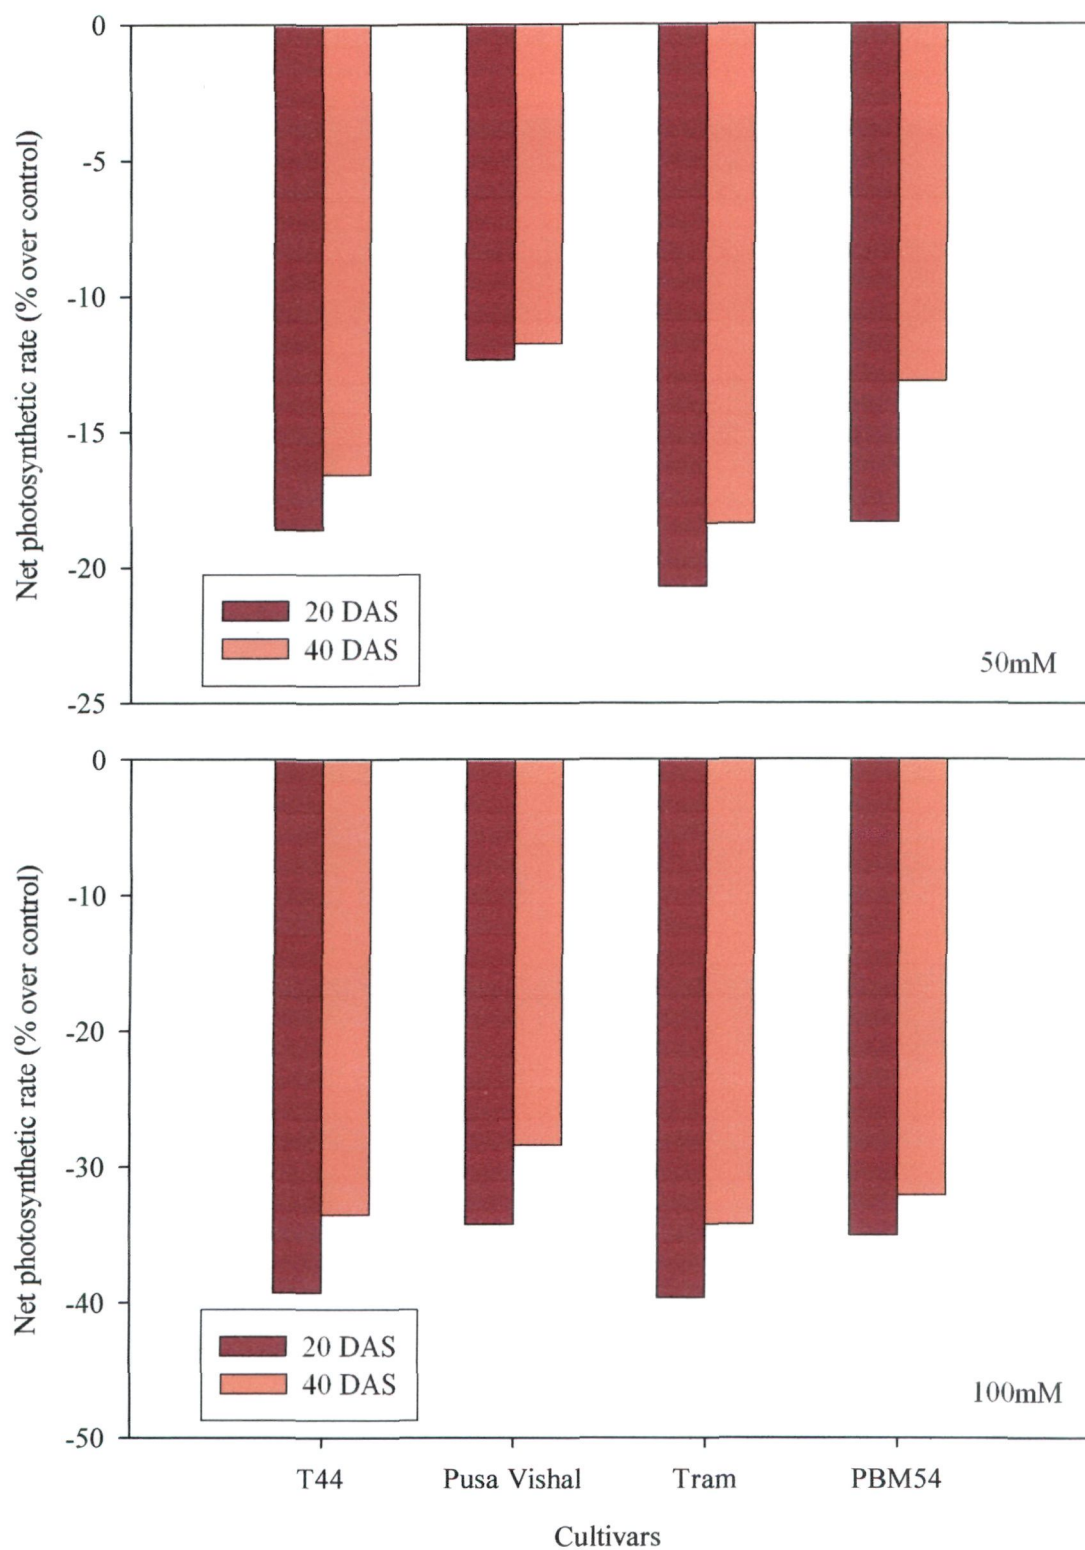 Net photosynthetic rate (% over control)
0
-5
-10
-15
-20
-25
20 DAS
40 DAS
50mM
Net photosynthetic rate (% over control)
0
-10
-20
-30
-40
-50
20 DAS
40 DAS
100mM
T44
Pusa Vishal
Tram
PBM54
Cultivars